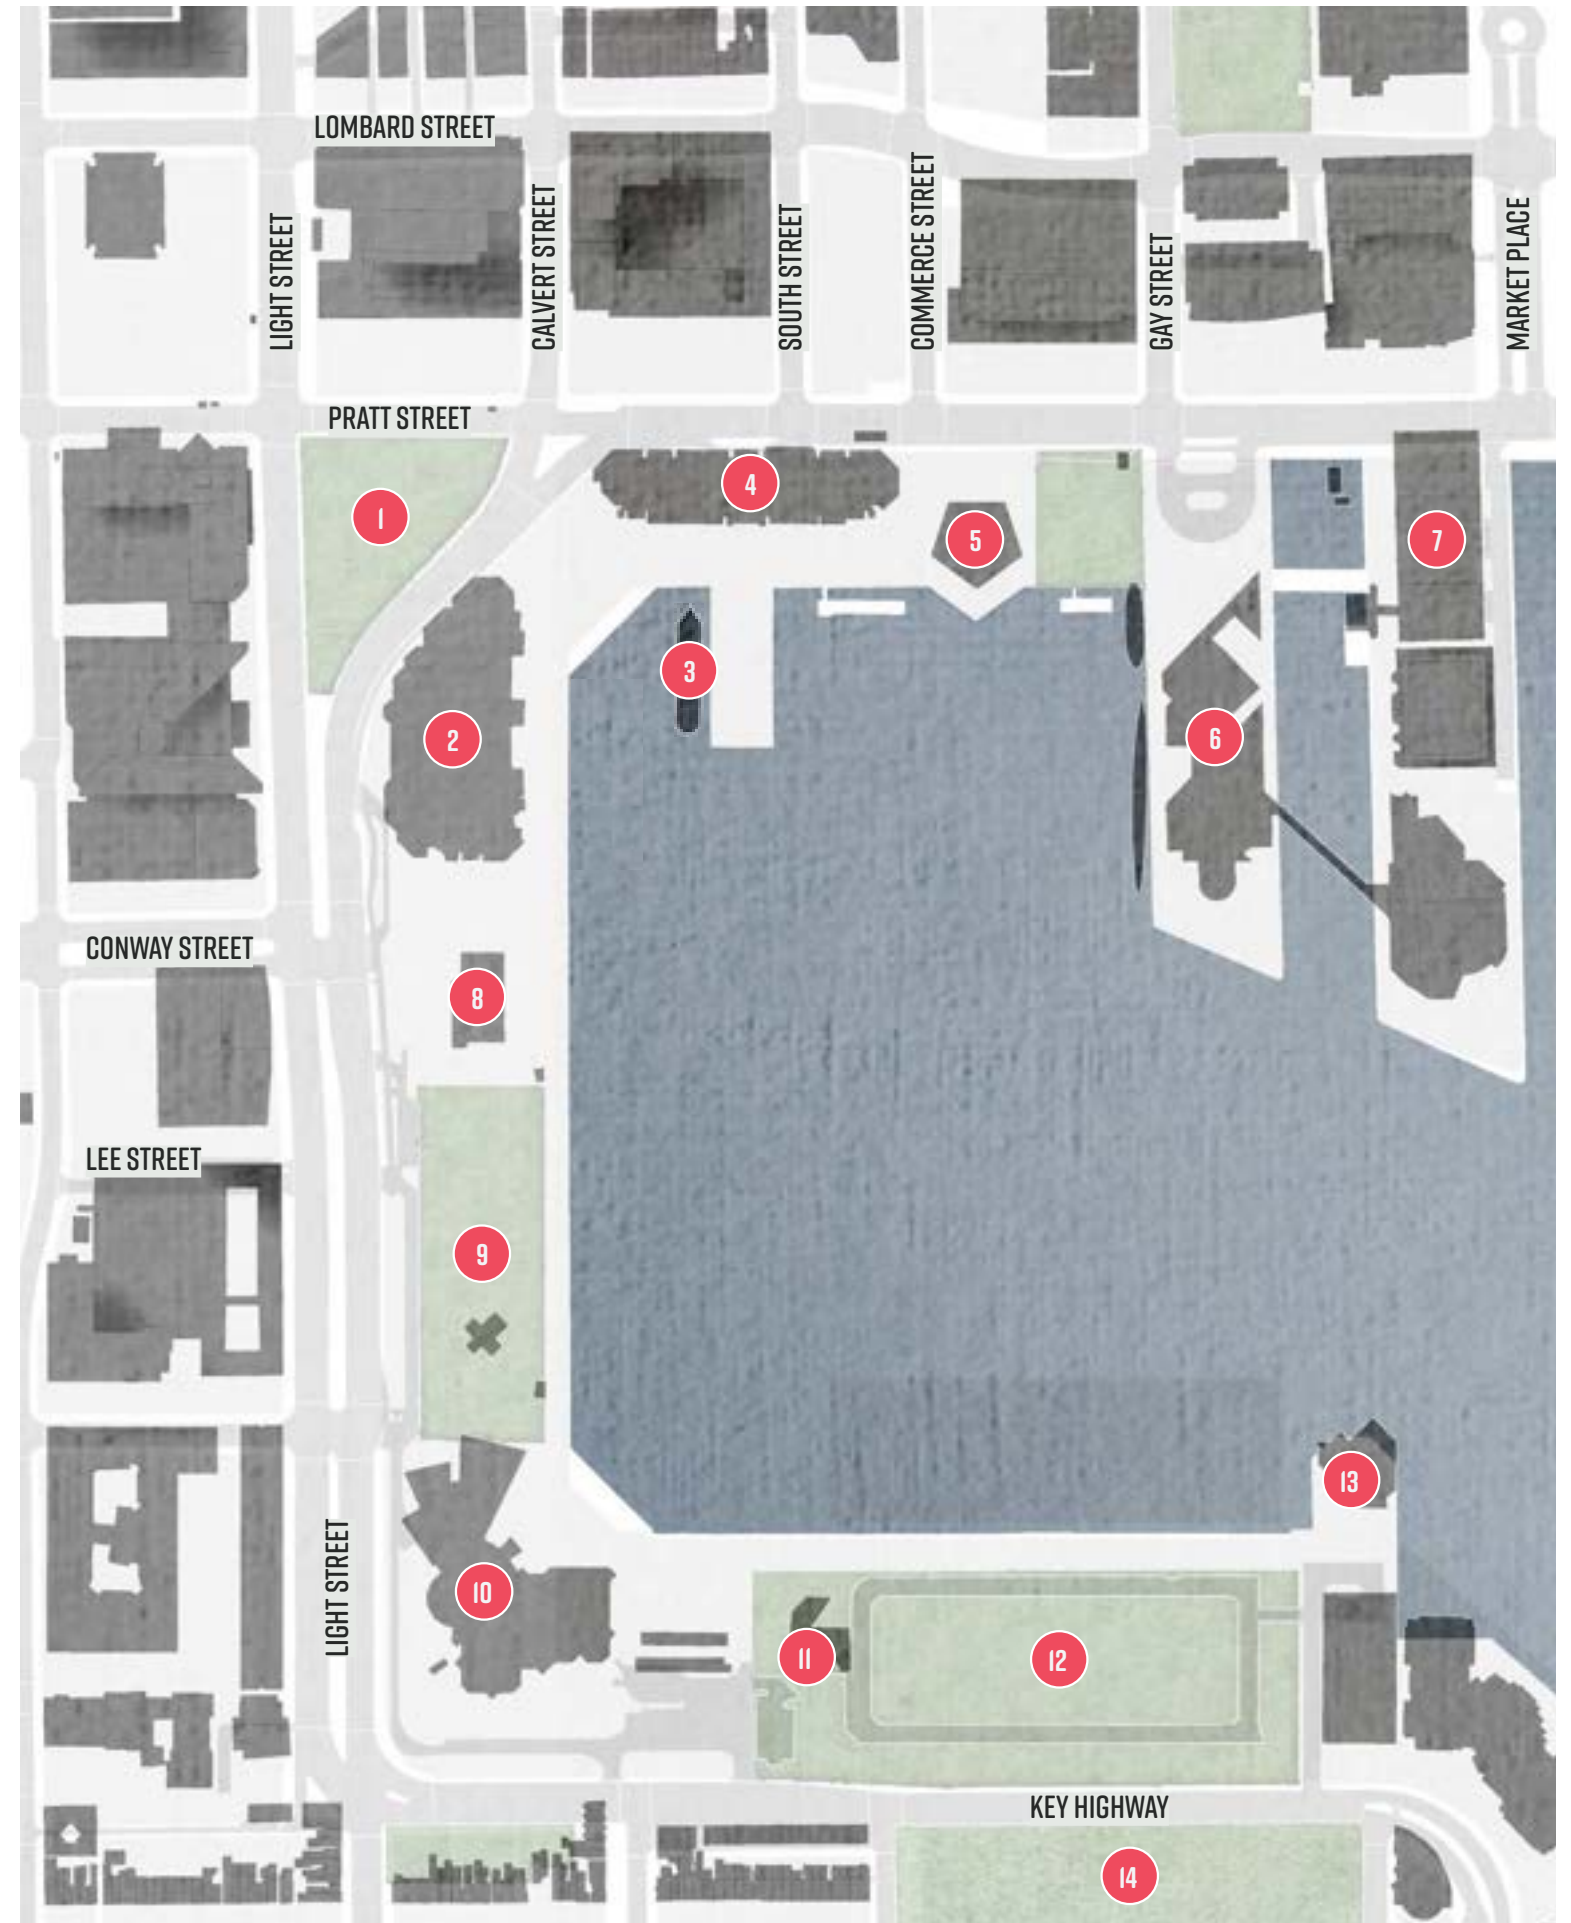 LOMBARD STREET
LIGHT STREET
CALVERT STREET
SOUTH STREET
COMMERCE STREET
GAY STREET
MARKET PLACE
PRATT STREET
1
4
5
7
3
2
6
CONWAY STREET
8
LEE STREET
9
13
LIGHT STREET
10
11
12
KEY HIGHWAY
14